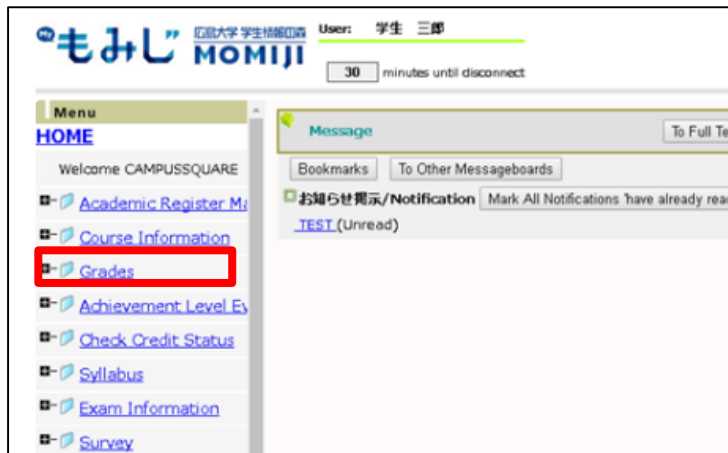 My もみじ 広島大学 学生情報の森 MOMIJI
User: 学生 三郎
30 minutes until disconnect
Menu
HOME
Welcome CAMPUSSQUARE
Academic Register Ma
Course Information
Grades
Achievement Level Ev
Check Credit Status
Syllabus
Exam Information
Survey
Message To Full Te
Bookmarks To Other Messageboards
お知らせ掲示/Notification Mark All Notifications 'have already read
TEST (Unread)